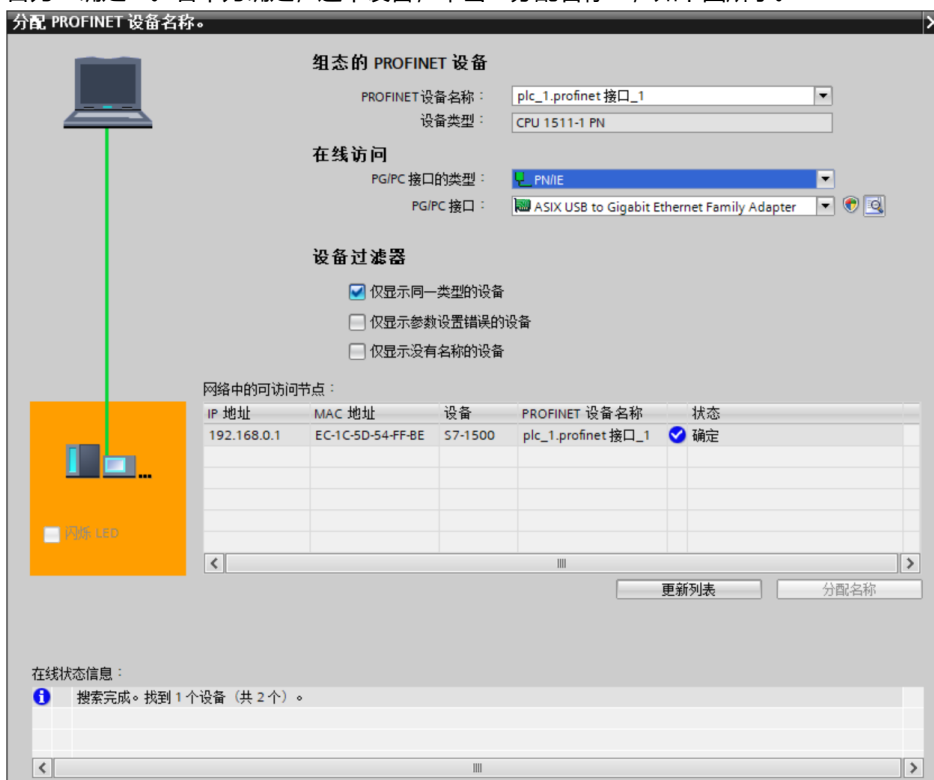 分配 PROFINET 设备名称。
组态的 PROFINET 设备
PROFINET设备名称： plc_1.profinet 接口_1
设备类型： CPU 1511-1 PN
在线访问
PG/PC 接口的类型： PN/IE
PG/PC 接口： ASIX USB to Gigabit Ethernet Family Adapter
设备过滤器
仅显示同一类型的设备
仅显示参数设置错误的设备
仅显示没有名称的设备
网络中的可访问节点：
IP 地址 MAC 地址 设备 PROFINET 设备名称 状态
192.168.0.1 EC-1C-5D-54-FF-BE S7-1500 plc_1.profinet 接口_1 确定
闪烁 LED
更新列表 分配名称
在线状态信息：
搜索完成。找到 1 个设备（共 2 个）。